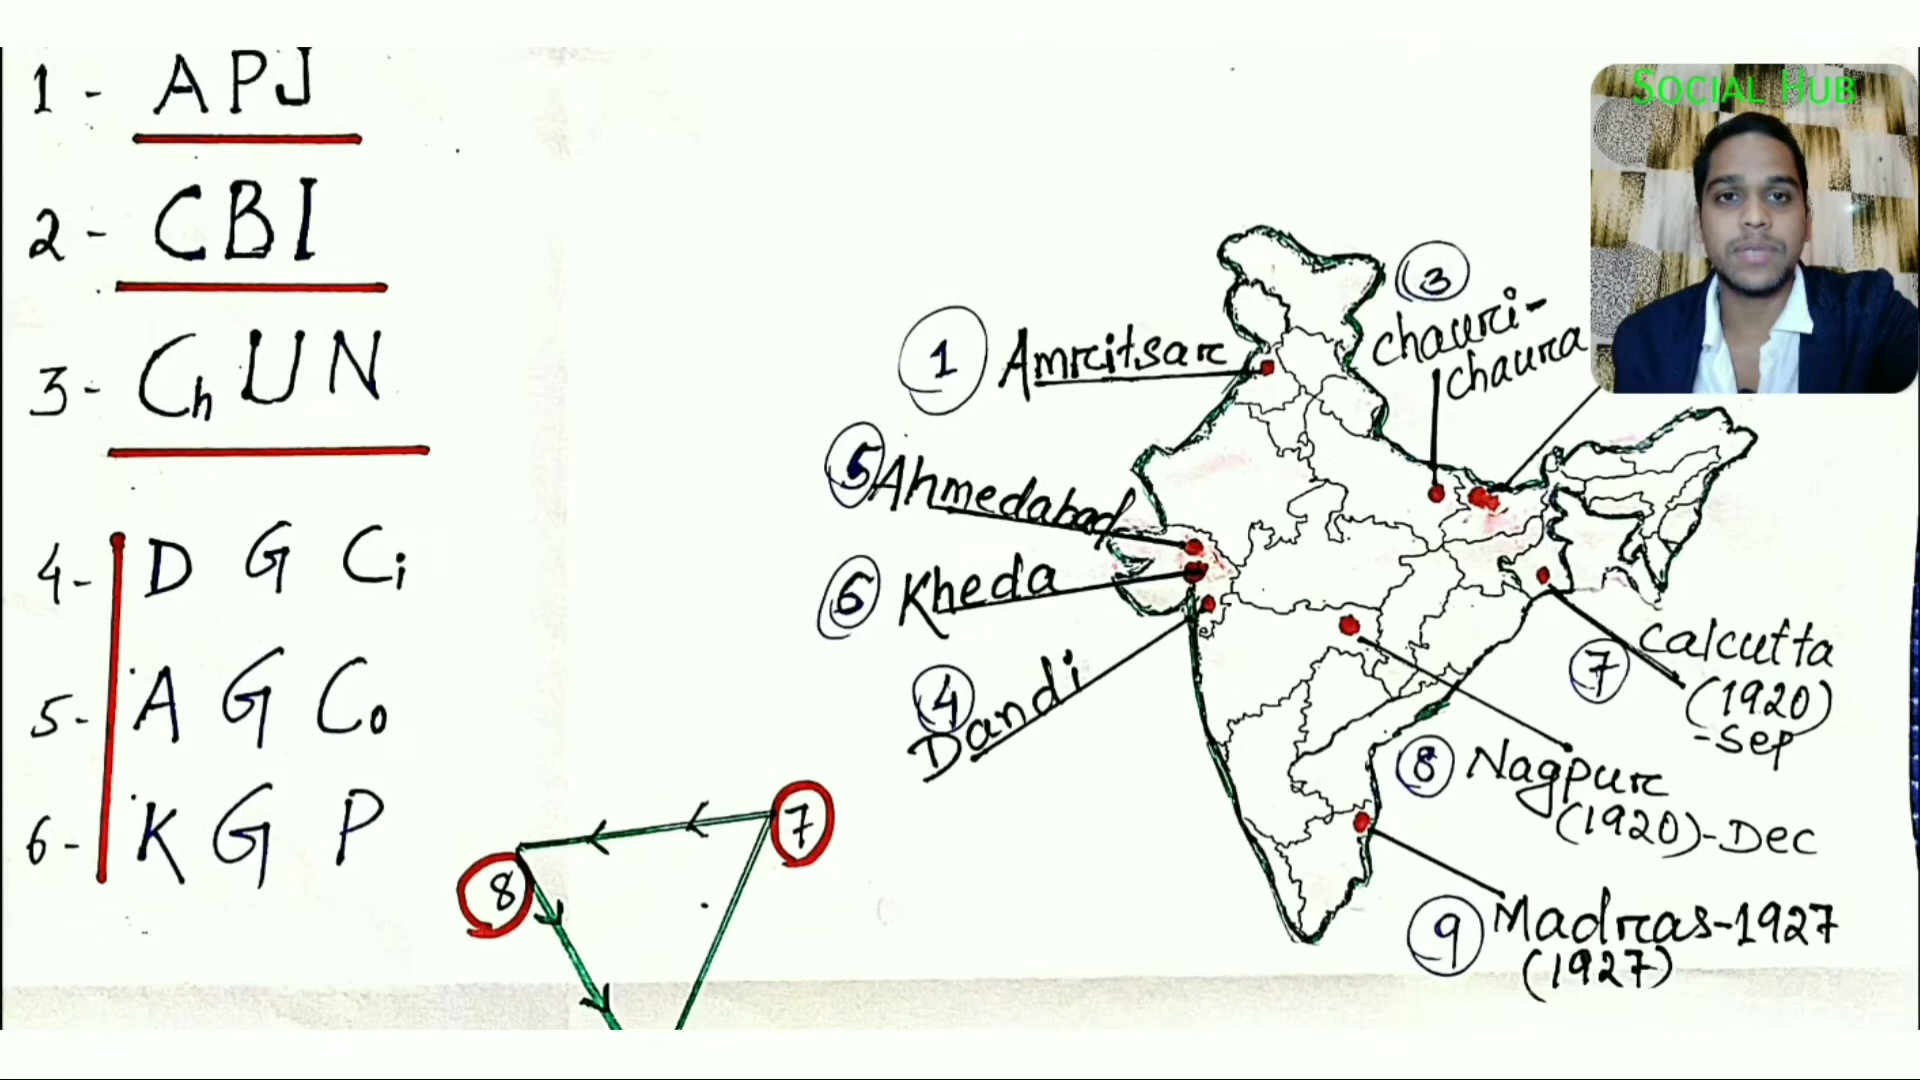 1 - APJ
2 - CBI
3 - Ch U N
4 - D G Ci
5 - A G Co
6 - K G P
7
8
SOCIAL HUB
3
chauri-
chaura
1 Amritsar
5 Ahmedabad
6 Kheda
4
Dandi
7 Calcutta
(1920)
-Sep
8 Nagpur
(1920)-Dec
9 Madras-1927
(1927)